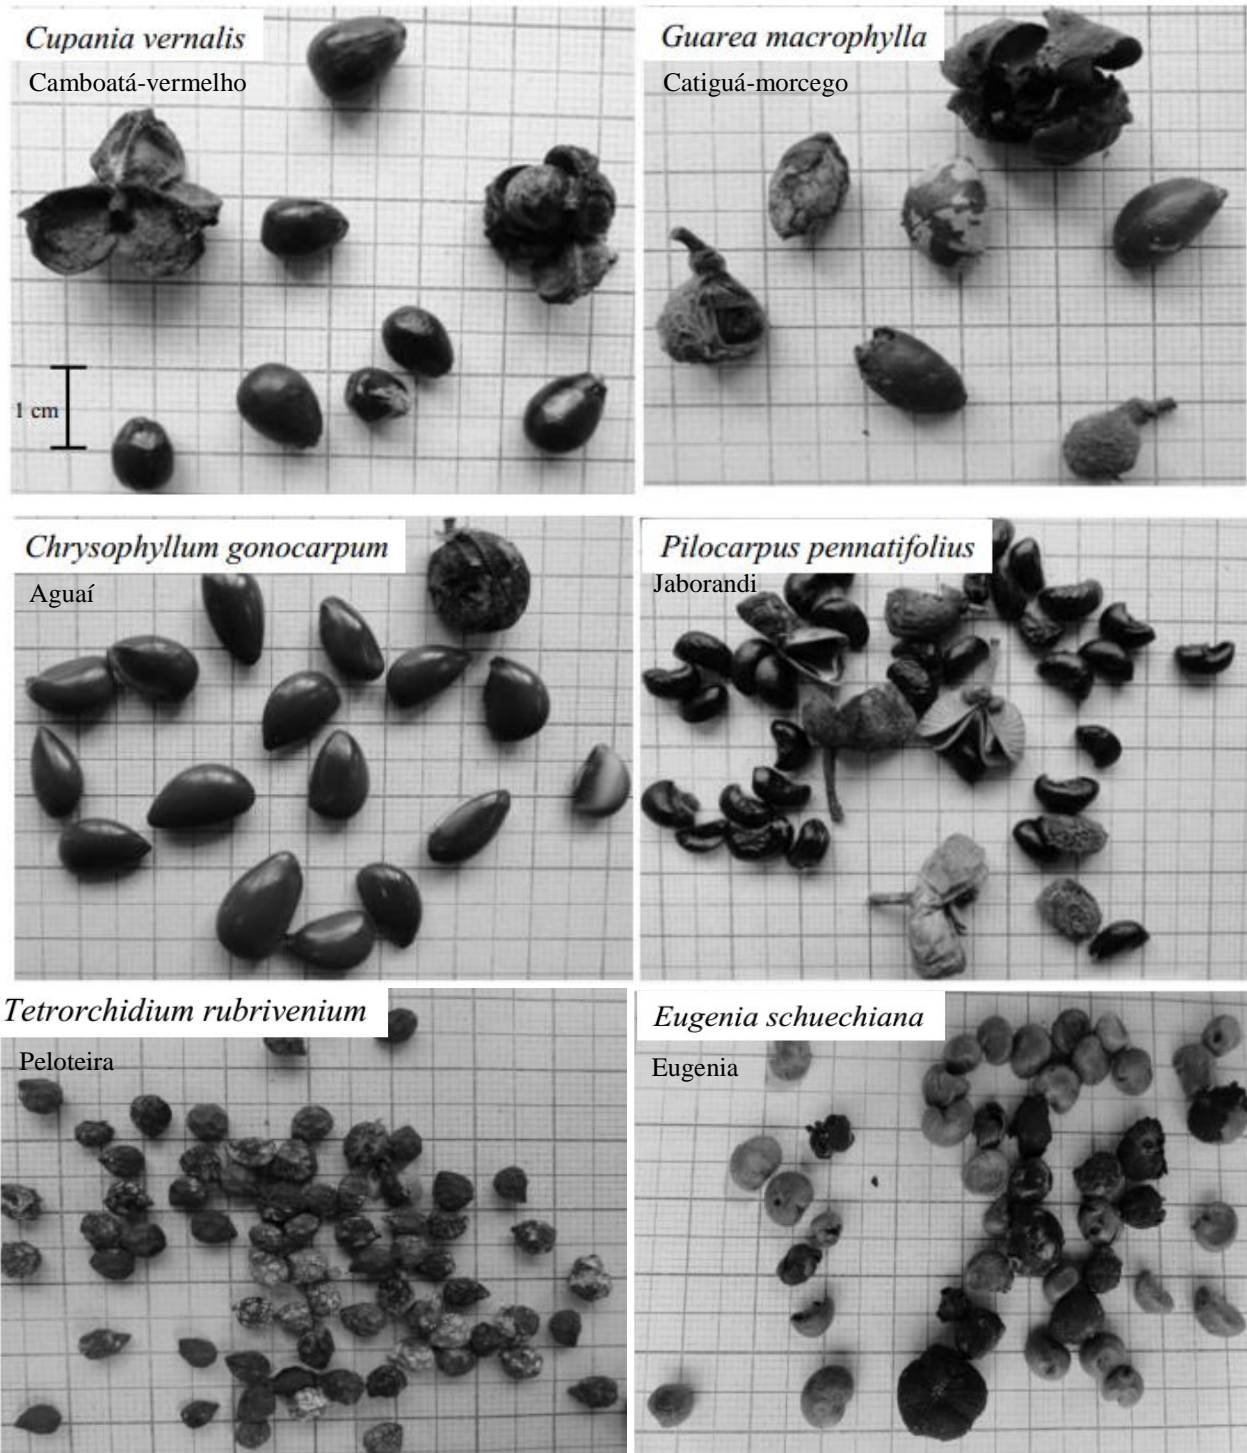 Cupania vernalis
Camboatá-vermelho
1 cm
Guarea macrophylla
Catiguá-morcego
Chrysophyllum gonocarpum
Aguaí
Pilocarpus pennatifolius
Jaborandi
Tetrorchidium rubrivenium
Peloteira
Eugenia schuechiana
Eugenia